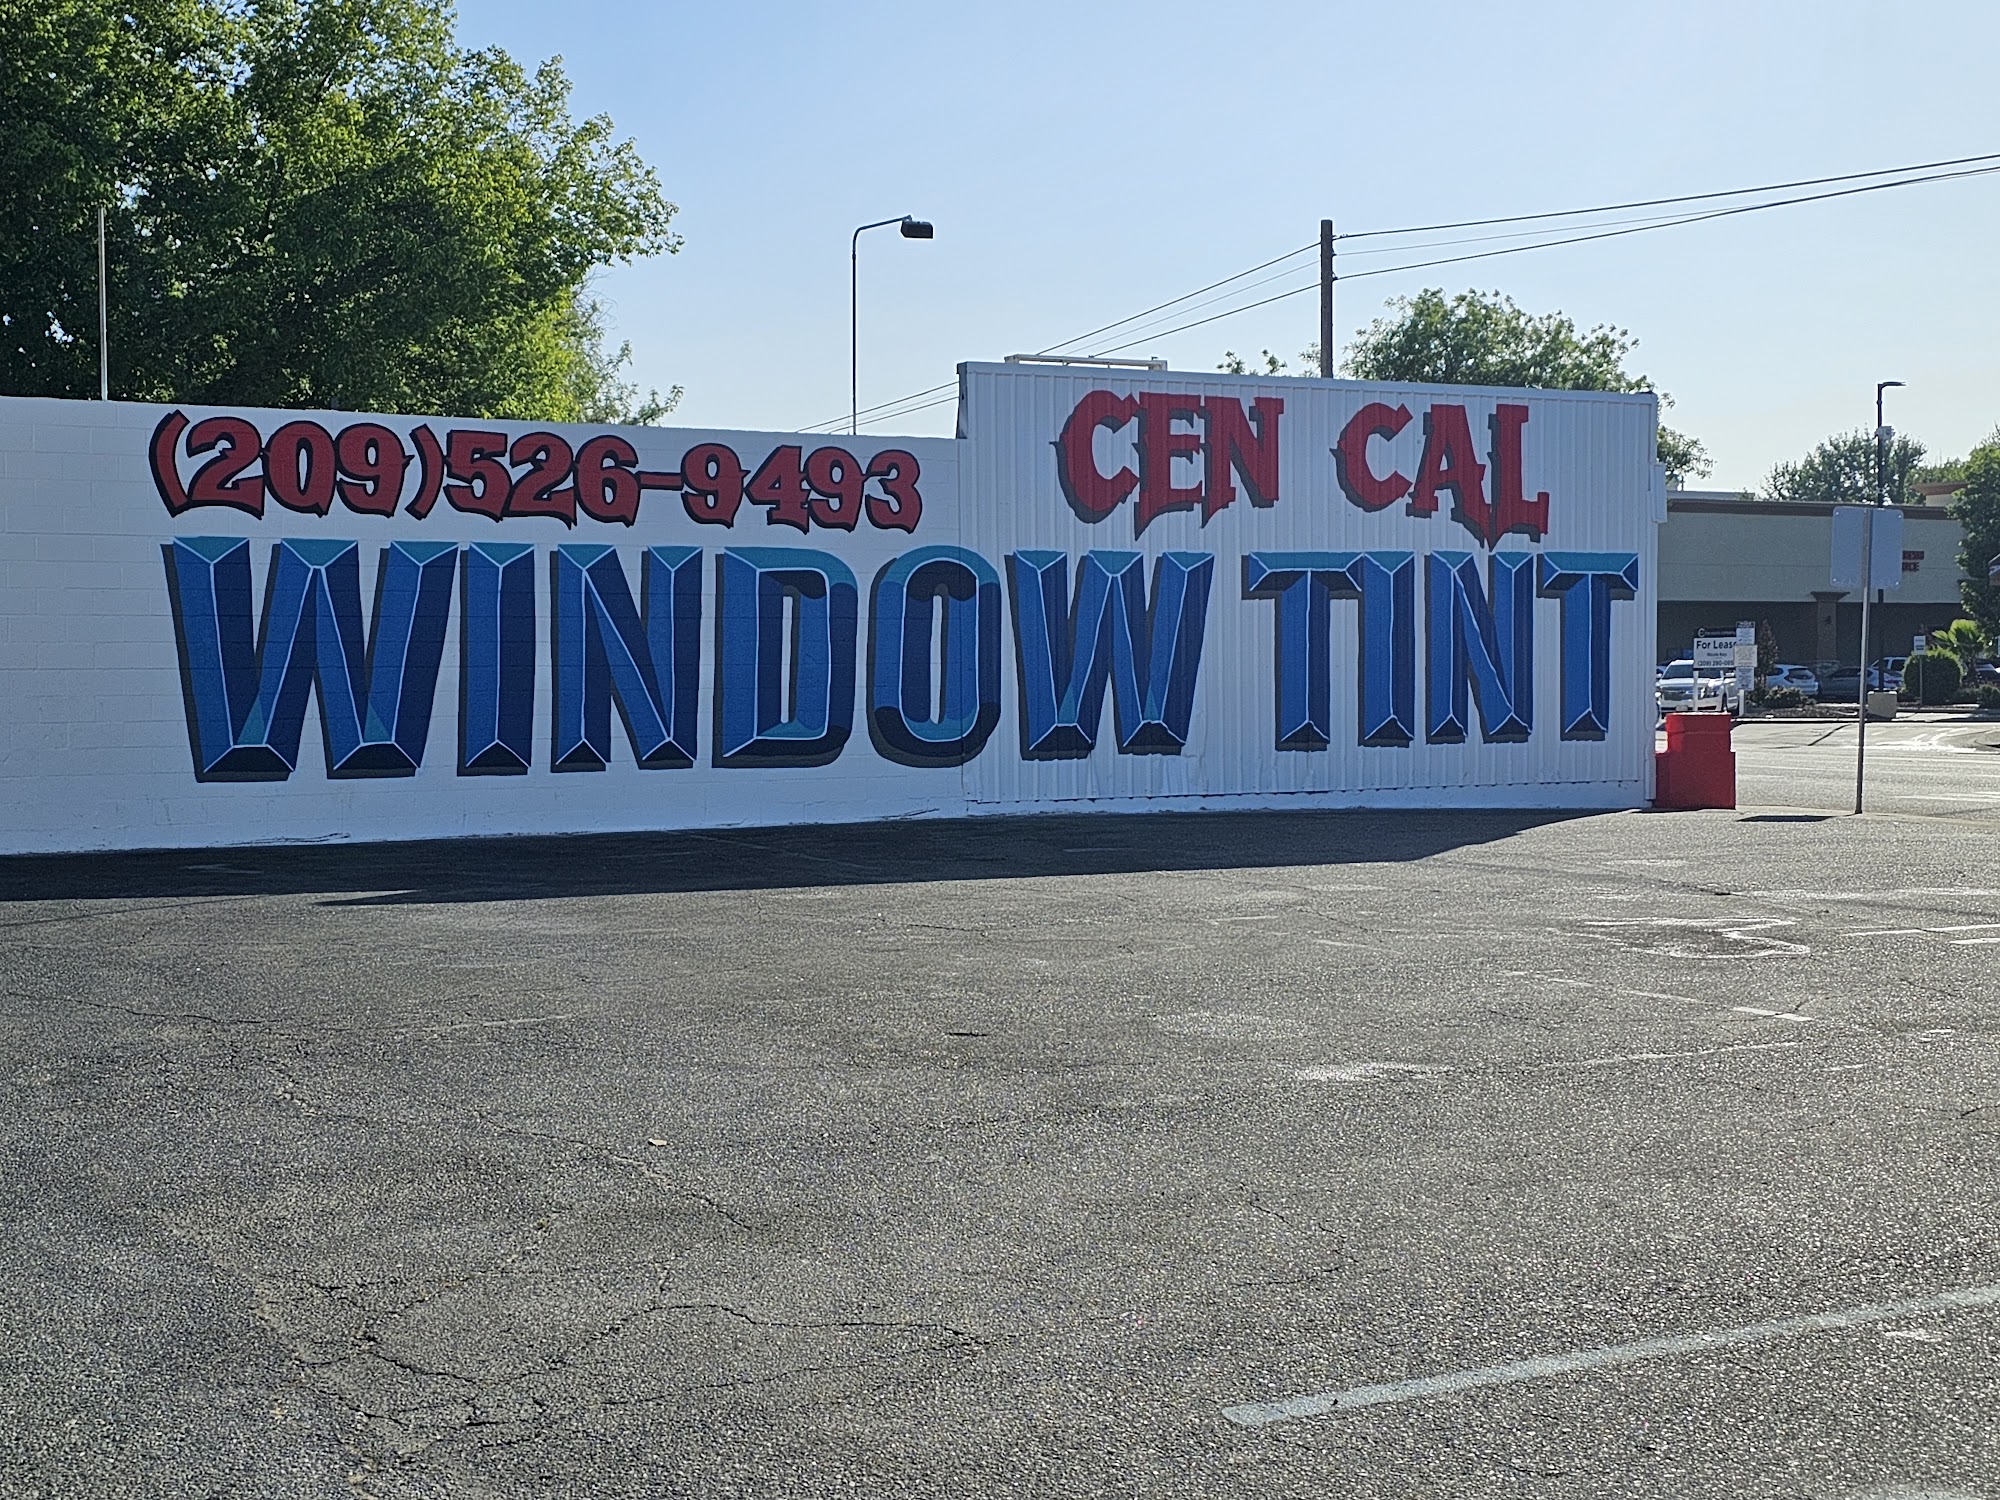 (209)526-9493
CEN CAL
WINDOW TINT
For Lease